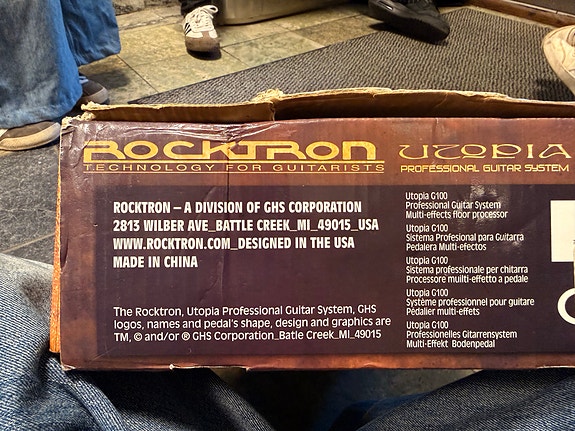 ROCKTRON
TECHNOLOGY FOR GUITARISTS
UTOPIA
PROFESSIONAL GUITAR SYSTEM
ROCKTRON – A DIVISION OF GHS CORPORATION
2813 WILBER AVE_BATTLE CREEK_MI_49015_USA
WWW.ROCKTRON.COM_DESIGNED IN THE USA
MADE IN CHINA
The Rocktron, Utopia Professional Guitar System, GHS
logos, names and pedal's shape, design and graphics are
TM, © and/or ® GHS Corporation_Batle Creek_MI_49015
Utopia G100
Professional Guitar System
Multi-effects floor processor
Utopia G100
Sistema Profesional para Guitarra
Pedalera Multi-efectos
Utopia G100
Sistema professionale per chitarra
Processore muilti-effetto a pedale
Utopia G100
Système professionnel pour guitare
Pédalier multi-effets
Utopia G100
Professionelles Gitarrensystem
Multi-Effekt Bodenpedal